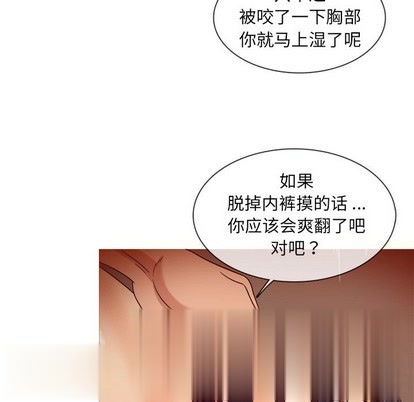 被咬了一下胸部
你就马上湿了呢
如果
脱掉内裤摸的话...
你应该会爽翻了吧
对吧？